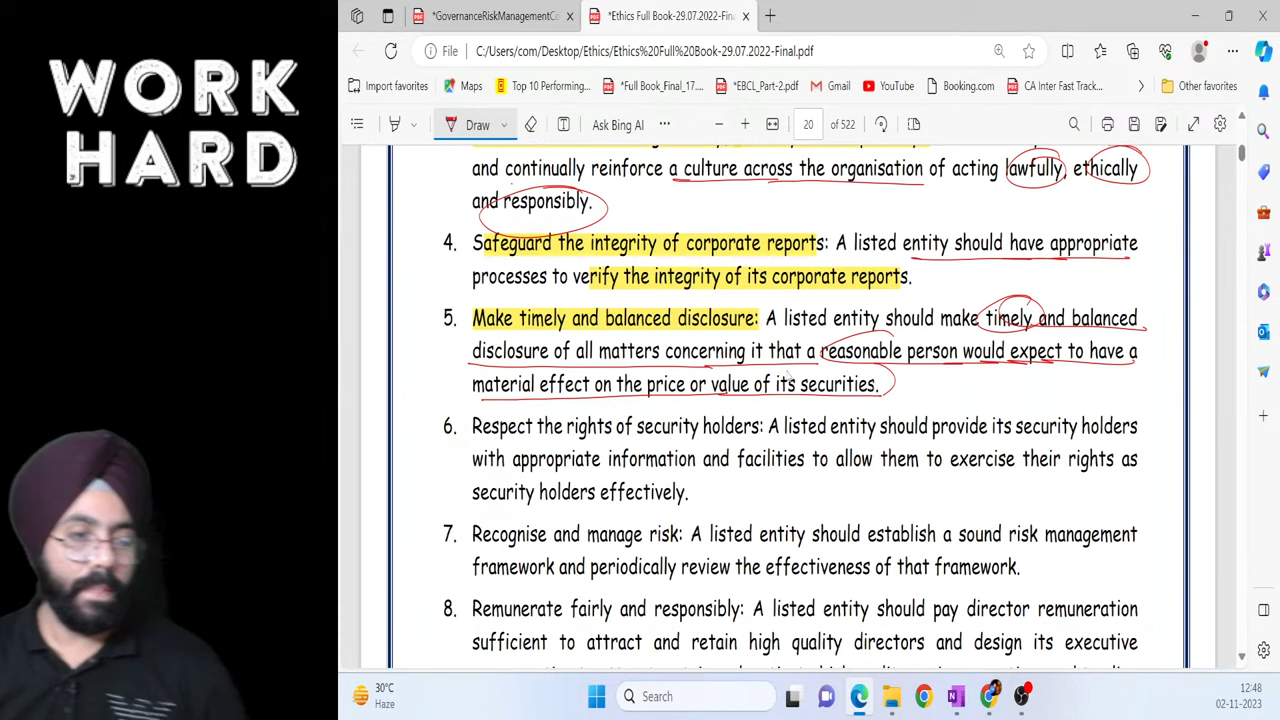 WORK
HARD
*GovernanceRiskManagementCo
Ethics Full Book-29.07.2022-Final
File
C:/Users/com/Desktop/Ethics/Ethics%20Full%20Book-29.07.2022-Final.pdf
Import favorites
Maps
Top 10 Performing...
*Full Book_Final_17...
*EBCL_Part-2.pdf
Gmail
YouTube
Booking.com
CA Inter Fast Track...
Other favorites
Draw
Ask Bing AI
20
of 522
and continually reinforce a culture across the organisation of acting lawfully, ethically
and responsibly.
4. Safeguard the integrity of corporate reports: A listed entity should have appropriate
processes to verify the integrity of its corporate reports.
5. Make timely and balanced disclosure: A listed entity should make timely and balanced
disclosure of all matters concerning it that a reasonable person would expect to have a
material effect on the price or value of its securities.
6. Respect the rights of security holders: A listed entity should provide its security holders
with appropriate information and facilities to allow them to exercise their rights as
security holders effectively.
7. Recognise and manage risk: A listed entity should establish a sound risk management
framework and periodically review the effectiveness of that framework.
8. Remunerate fairly and responsibly: A listed entity should pay director remuneration
sufficient to attract and retain high quality directors and design its executive
30°C
Haze
Search
12:48
02-11-2023